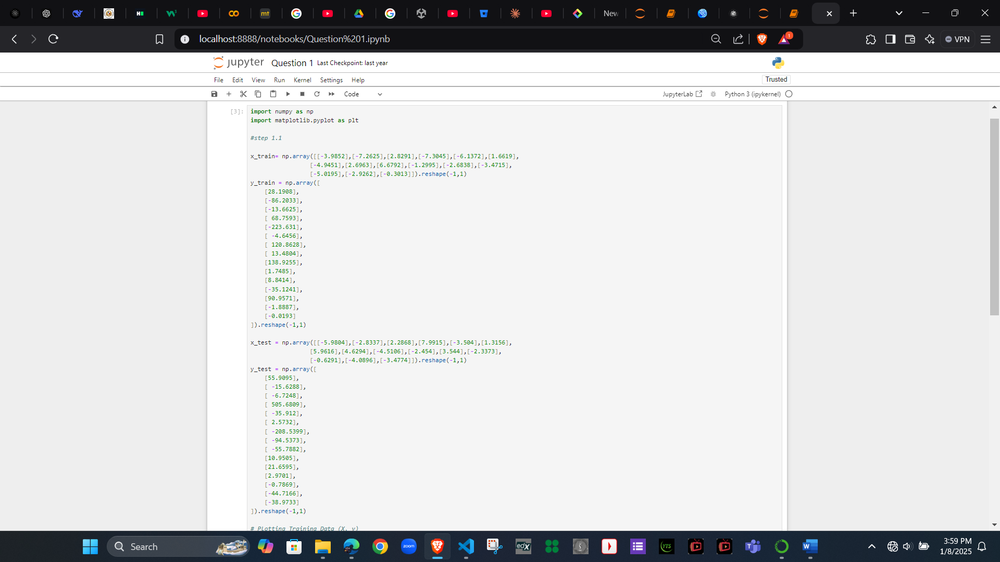 mt
New
localhost:8888/notebooks/Question%201.ipynb
1
VPN
jupyter Question 1 Last Checkpoint: last year
File Edit View Run Kernel Settings Help
Trusted
Code
JupyterLab
Python 3 (ipykernel)
[3]:
import numpy as np
import matplotlib.pyplot as plt
#step 1.1
x_train= np.array([[-3.9852],[-7.2625],[2.8291],[-7.3045],[-6.1372],[1.6619],
[-4.9451],[2.6963],[6.6792],[-1.2995],[-2.6838],[-3.4715],
[-5.0195],[-2.9262],[-0.3013]]).reshape(-1,1)
y_train = np.array([
[28.1908],
[-86.2033],
[-13.6625],
[ 68.7593],
[-223.631],
[ -4.6456],
[ 120.8628],
[ 13.4804],
[138.9255],
[1.7485],
[8.8414],
[-35.1241],
[90.9571],
[-1.8887],
[-0.0193]
]).reshape(-1,1)
x_test = np.array([[-5.9804],[-2.8337],[2.2868],[7.9915],[-3.504],[1.3156],
[5.9616],[4.6294],[-4.5106],[-2.454],[3.544],[-2.3373],
[-0.6291],[-4.0896],[-3.4774]]).reshape(-1,1)
y_test = np.array([
[55.9095],
[ -15.6288],
[ -6.7248],
[ 505.6809],
[ -35.912],
[ 2.5732],
[ -208.5399],
[ -94.5373],
[ -55.7882],
[10.9505],
[21.6595],
[2.9701],
[-0.7869],
[-44.7166],
[-38.9733]
]).reshape(-1,1)
# Plotting Training Data (X, y)
Search
zoom
edX
YTS
3:59 PM
1/8/2025